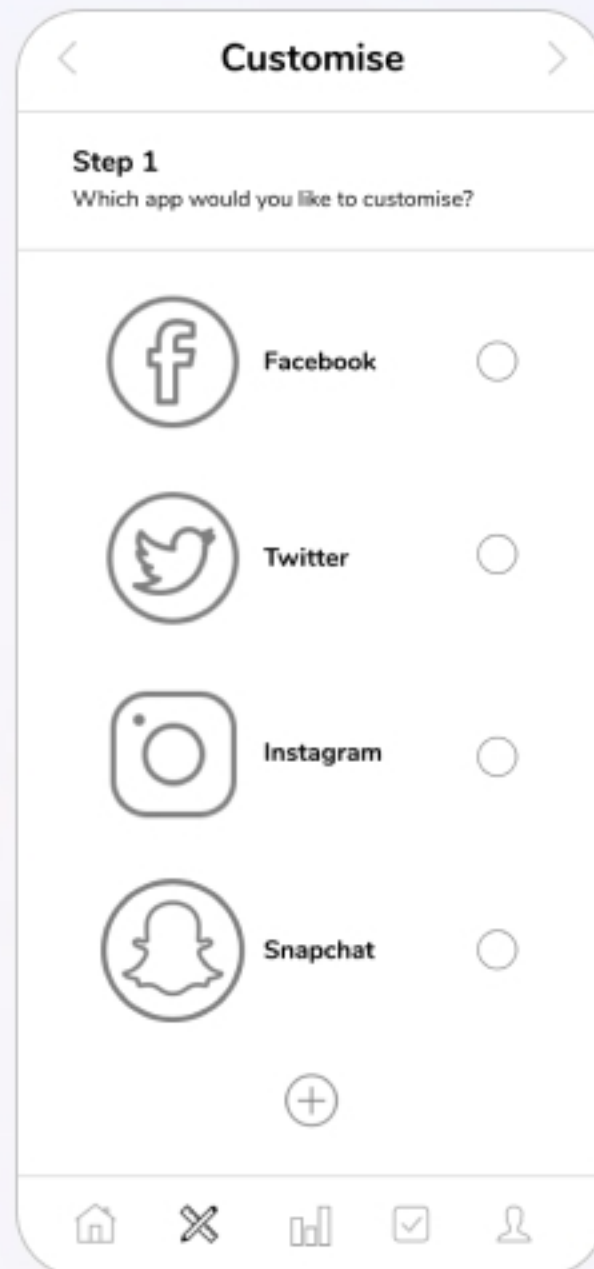 Customise
Step 1
Which app would you like to customise?
Facebook
Twitter
Instagram
Snapchat